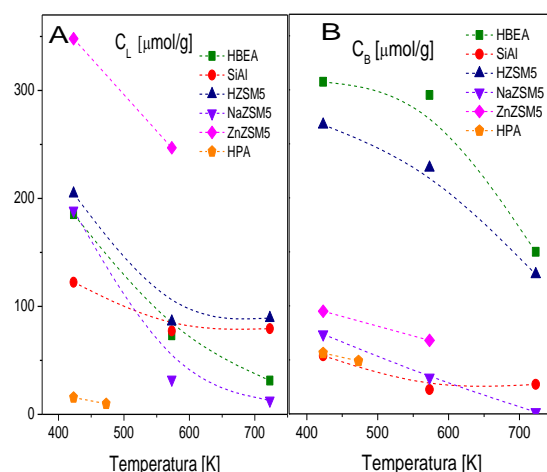 A
C_L [μmol/g]
HBEA
SiAl
HZSM5
NaZSM5
ZnZSM5
HPA
300
200
100
0
400
500
600
700
Temperatura [K]
B
C_B [μmol/g]
HBEA
SiAl
HZSM5
NaZSM5
ZnZSM5
HPA
400
500
600
700
Temperatura [K]